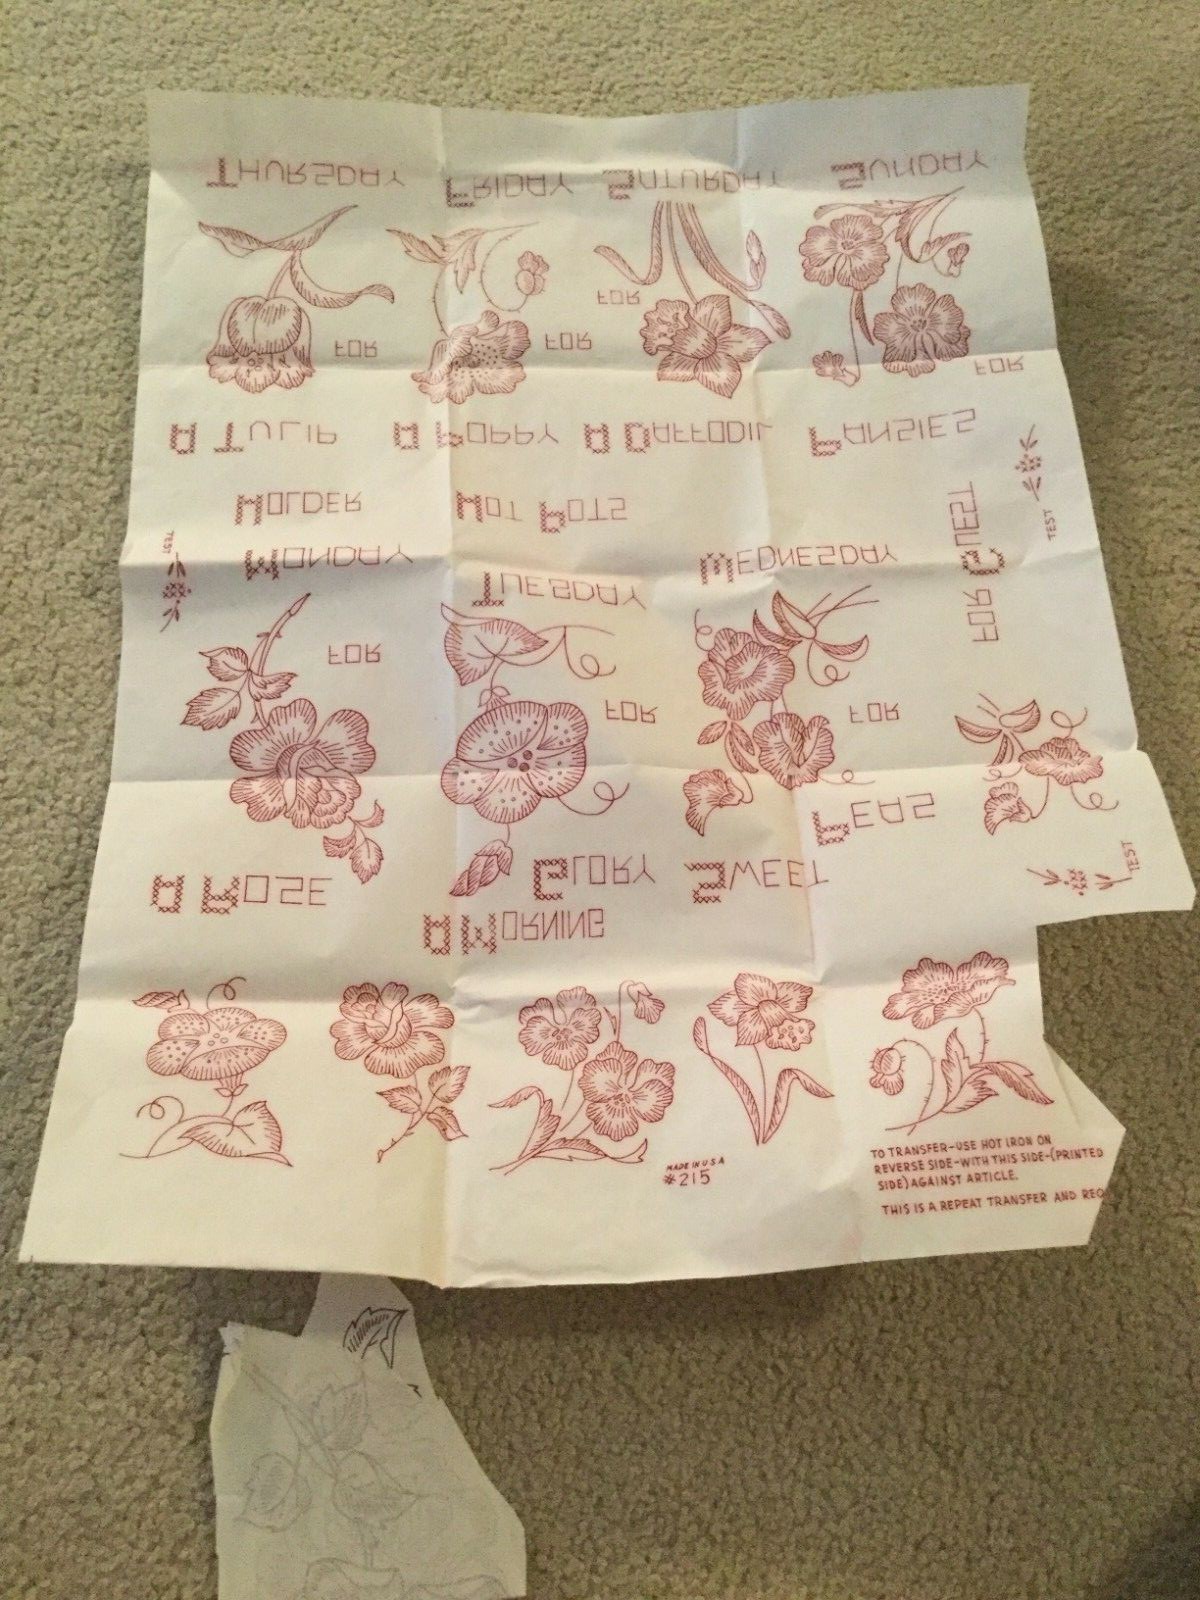 THURSDAY FRIDAY SATURDAY SUNDAY
FOR FOR FOR FOR
A TULIP A POPPY A DAFFODIL PANSIES
HOLDER HOT POTS FOR GUEST TEST
TEST
MONDAY TUESDAY WEDNESDAY
FOR FOR FOR
A ROSE A MORNING GLORY SWEET PEAS
TEST
MADE IN USA
#215
TO TRANSFER-USE HOT IRON ON
REVERSE SIDE-WITH THIS SIDE-(PRINTED
SIDE) AGAINST ARTICLE.
THIS IS A REPEAT TRANSFER AND REQ